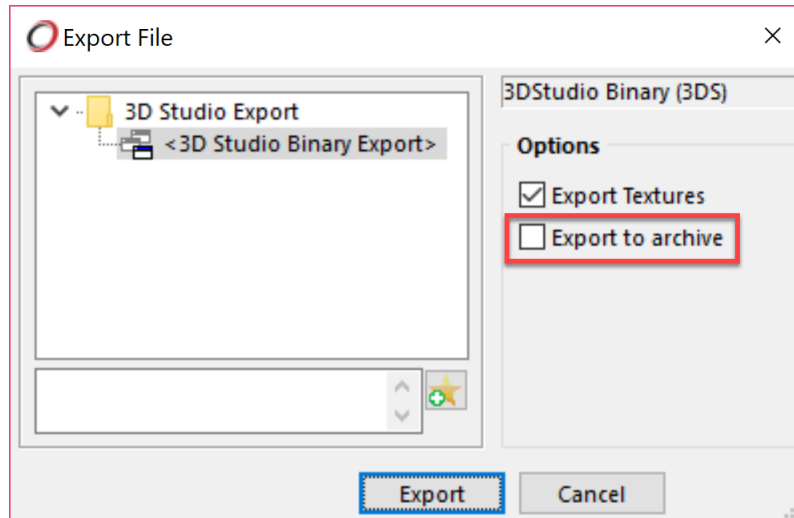 Export File
3D Studio Export
<3D Studio Binary Export>
3DStudio Binary (3DS)
Options
Export Textures
Export to archive
Export
Cancel